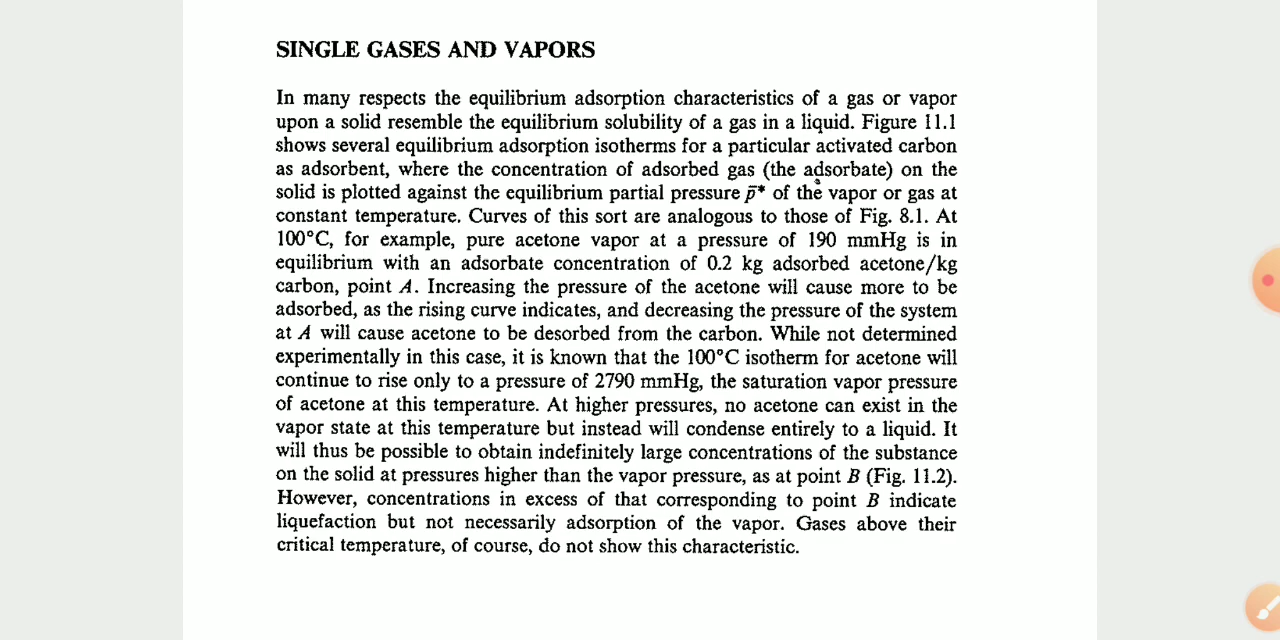 SINGLE GASES AND VAPORS
In many respects the equilibrium adsorption characteristics of a gas or vapor
upon a solid resemble the equilibrium solubility of a gas in a liquid. Figure 11.1
shows several equilibrium adsorption isotherms for a particular activated carbon
as adsorbent, where the concentration of adsorbed gas (the adsorbate) on the
solid is plotted against the equilibrium partial pressure p̄* of the vapor or gas at
constant temperature. Curves of this sort are analogous to those of Fig. 8.1. At
100°C, for example, pure acetone vapor at a pressure of 190 mmHg is in
equilibrium with an adsorbate concentration of 0.2 kg adsorbed acetone/kg
carbon, point A. Increasing the pressure of the acetone will cause more to be
adsorbed, as the rising curve indicates, and decreasing the pressure of the system
at A will cause acetone to be desorbed from the carbon. While not determined
experimentally in this case, it is known that the 100°C isotherm for acetone will
continue to rise only to a pressure of 2790 mmHg, the saturation vapor pressure
of acetone at this temperature. At higher pressures, no acetone can exist in the
vapor state at this temperature but instead will condense entirely to a liquid. It
will thus be possible to obtain indefinitely large concentrations of the substance
on the solid at pressures higher than the vapor pressure, as at point B (Fig. 11.2).
However, concentrations in excess of that corresponding to point B indicate
liquefaction but not necessarily adsorption of the vapor. Gases above their
critical temperature, of course, do not show this characteristic.